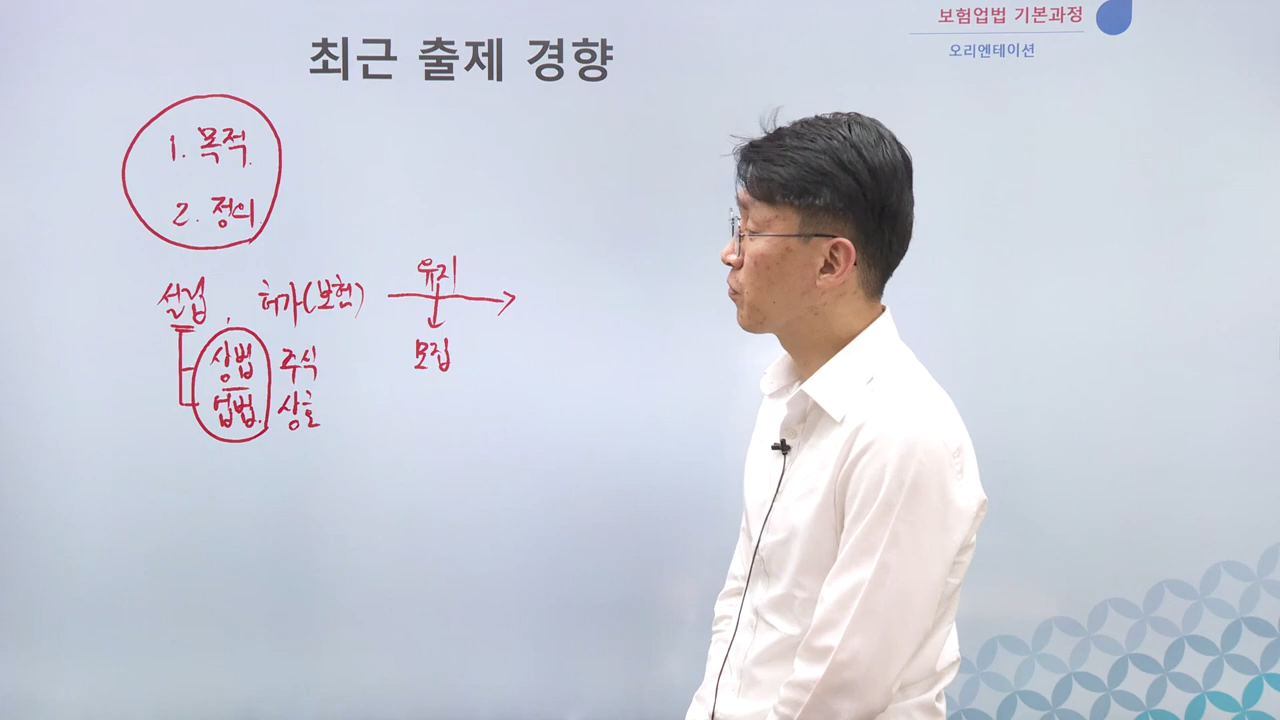 보험업법 기본과정
오리엔테이션
최근 출제 경향
1. 목적.
2. 정의.
설립, 허가(보험) 유지
모집
상법 주식
업법. 상호